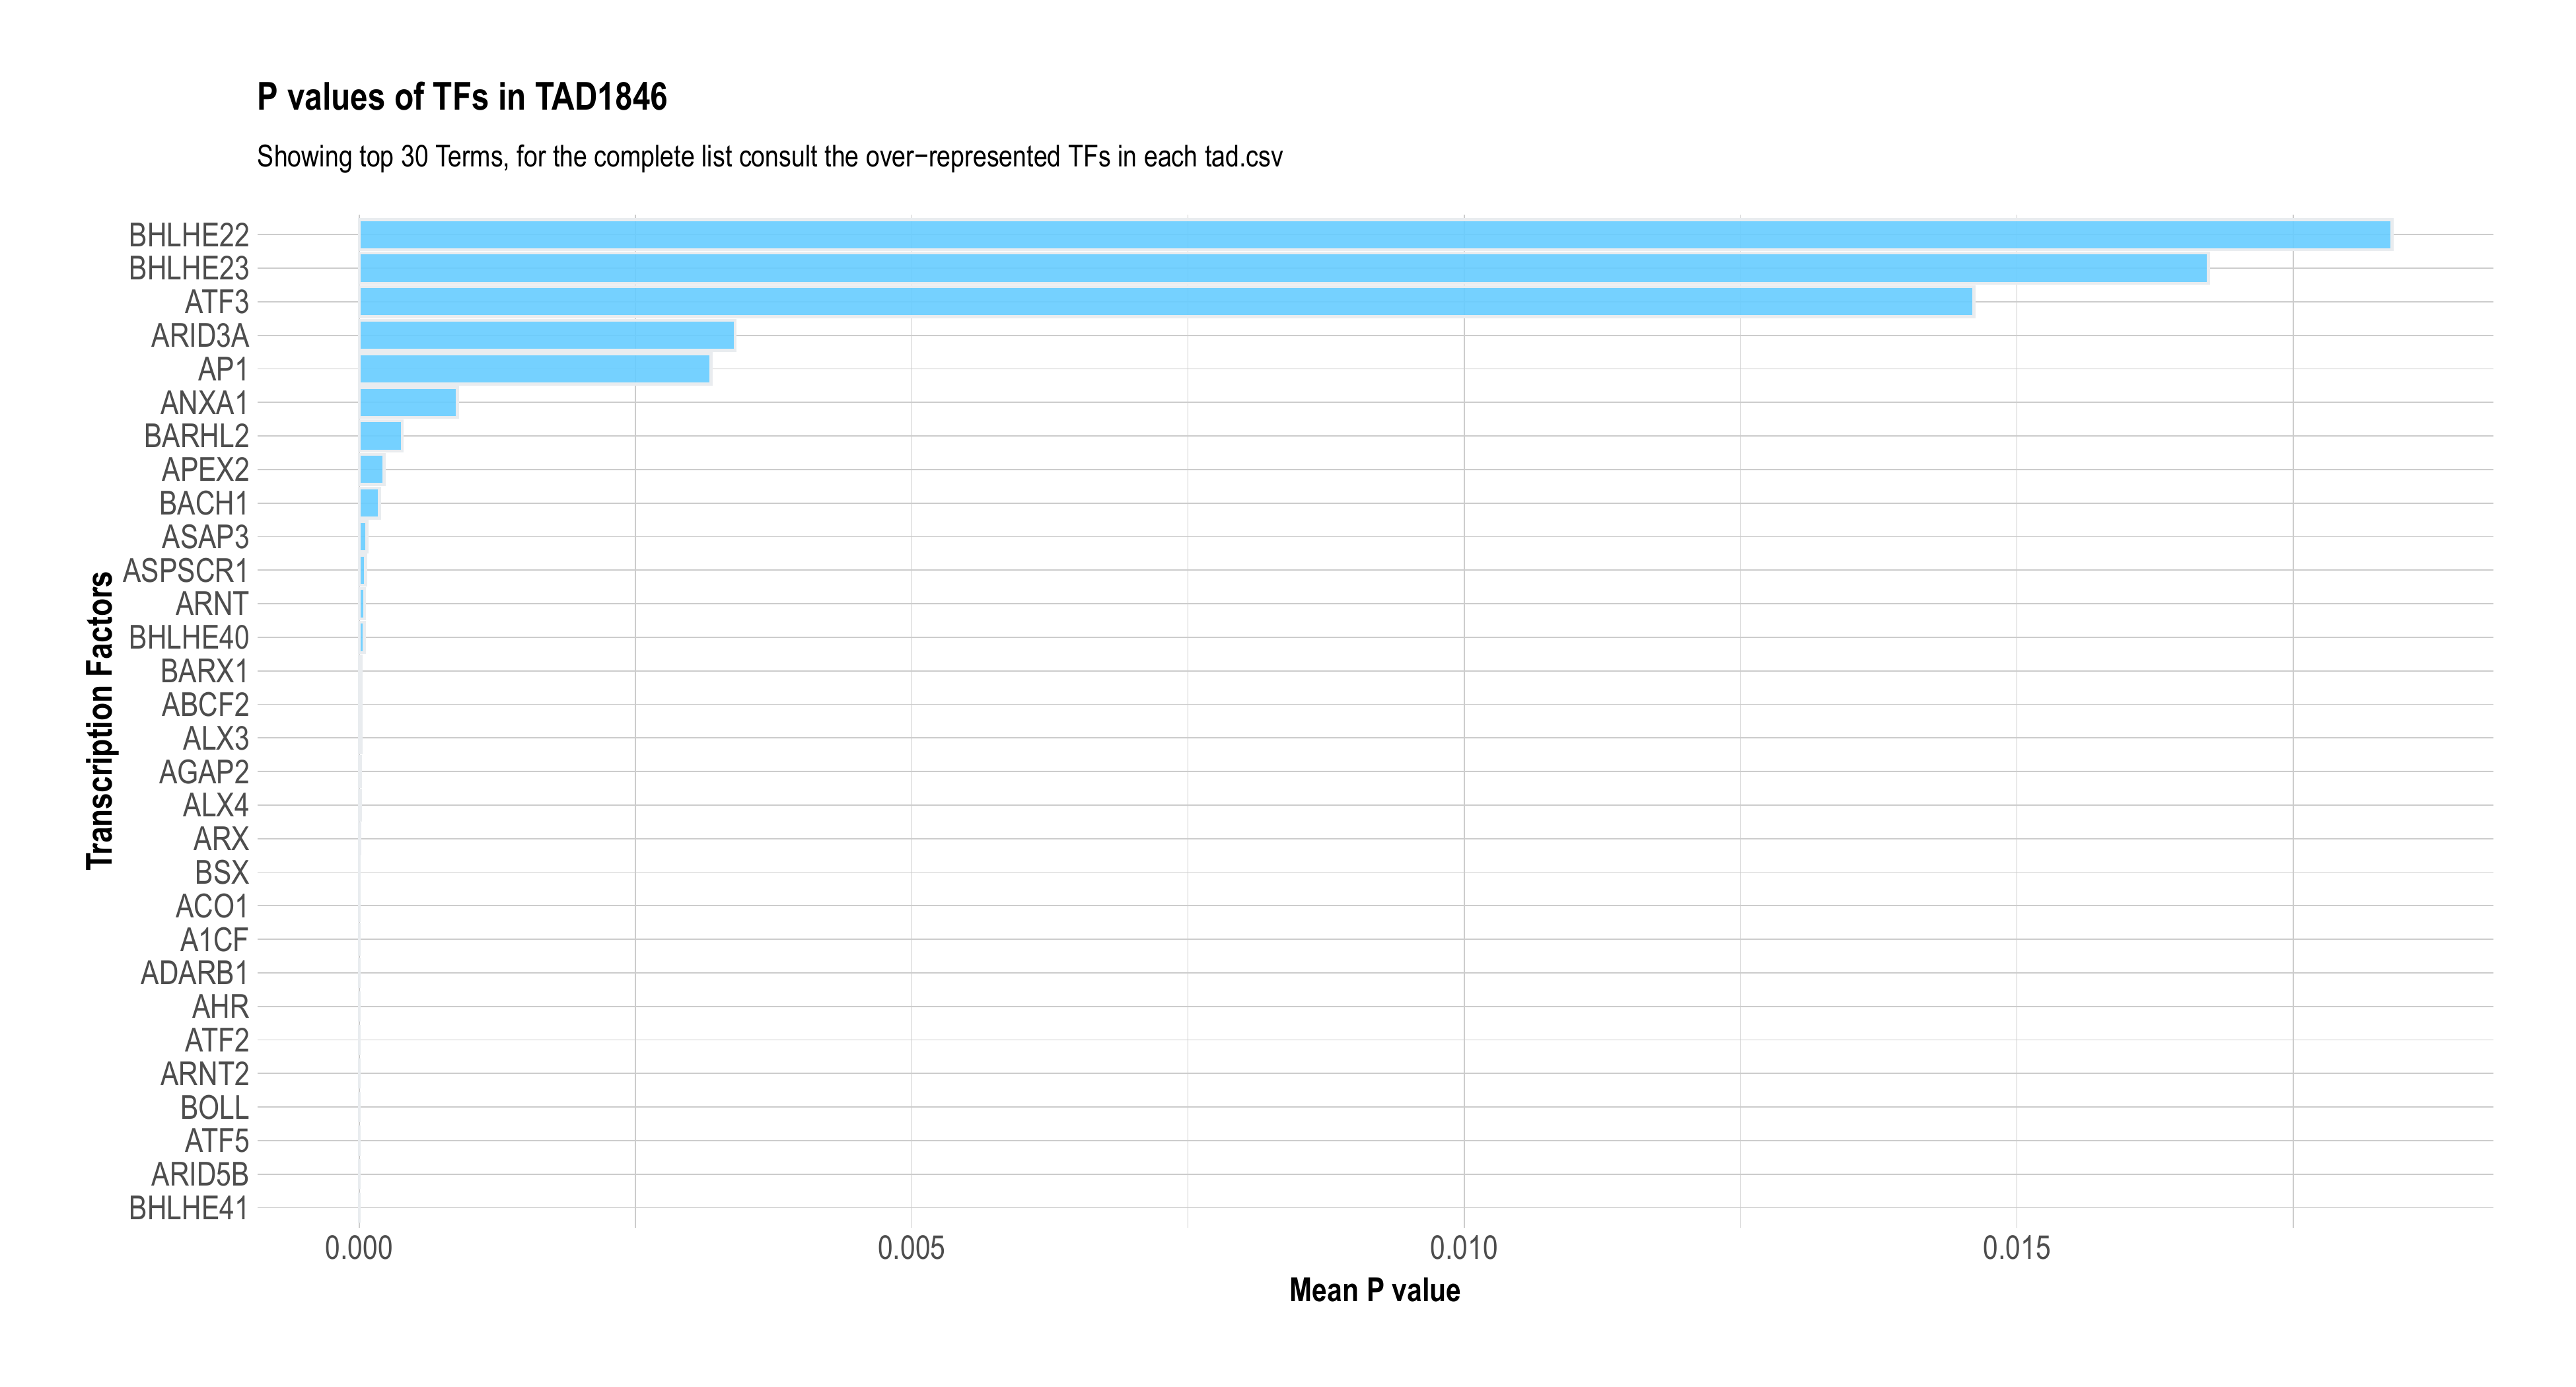 P values of TFs in TAD1846
Showing top 30 Terms, for the complete list consult the over−represented TFs in each tad.csv
Transcription Factors
BHLHE22
BHLHE23
ATF3
ARID3A
AP1
ANXA1
BARHL2
APEX2
BACH1
ASAP3
ASPSCR1
ARNT
BHLHE40
BARX1
ABCF2
ALX3
AGAP2
ALX4
ARX
BSX
ACO1
A1CF
ADARB1
AHR
ATF2
ARNT2
BOLL
ATF5
ARID5B
BHLHE41
0.000 0.005 0.010 0.015
Mean P value